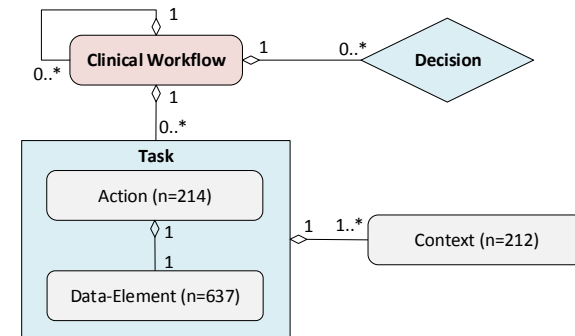 1
0..*
Clinical Workflow
1
0..*
Decision
1
0..*
Task
Action (n=214)
1
1
Data-Element (n=637)
1
1..*
Context (n=212)